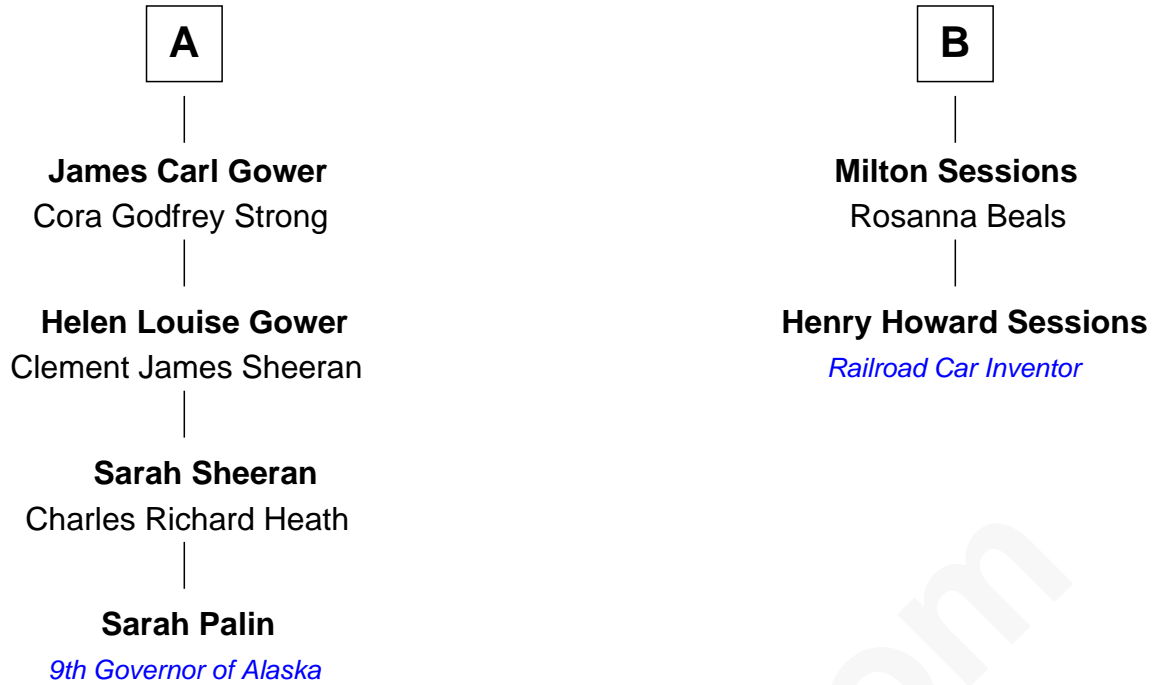 A
James Carl Gower
Cora Godfrey Strong
Helen Louise Gower
Clement James Sheeran
Sarah Sheeran
Charles Richard Heath
Sarah Palin
9th Governor of Alaska
B
Milton Sessions
Rosanna Beals
Henry Howard Sessions
Railroad Car Inventor
om